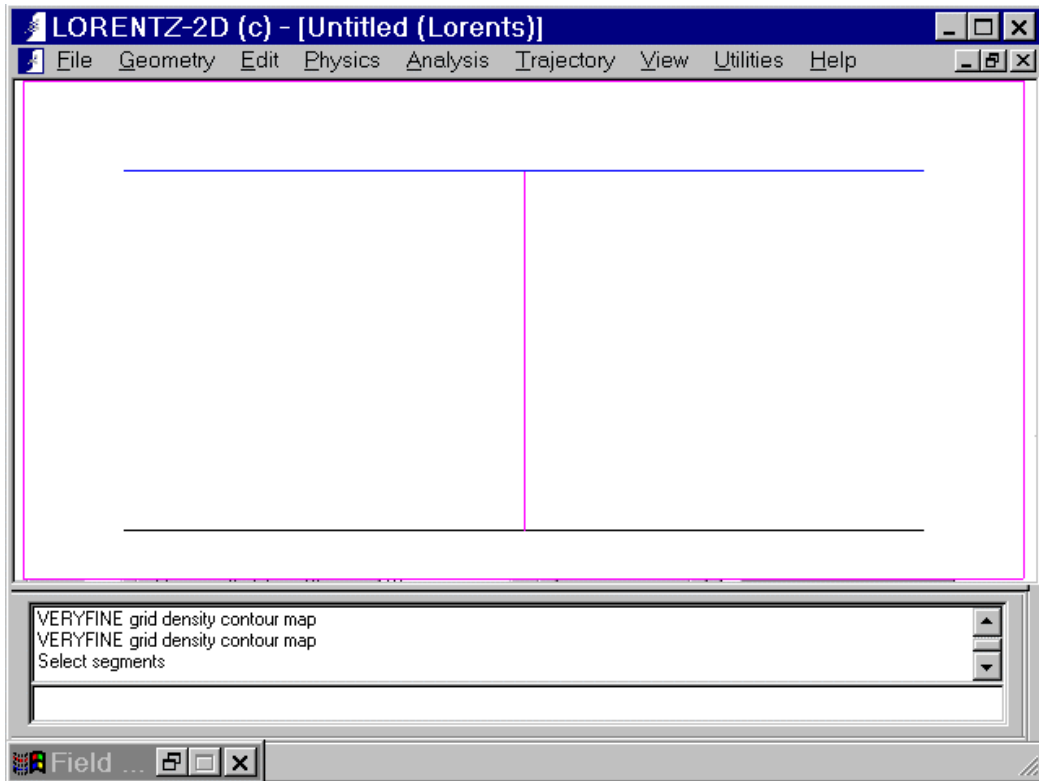 LORENTZ-2D (c) - [Untitled (Lorents)]
File Geometry Edit Physics Analysis Trajectory View Utilities Help
VERYFINE grid density contour map
VERYFINE grid density contour map
Select segments
Field ...